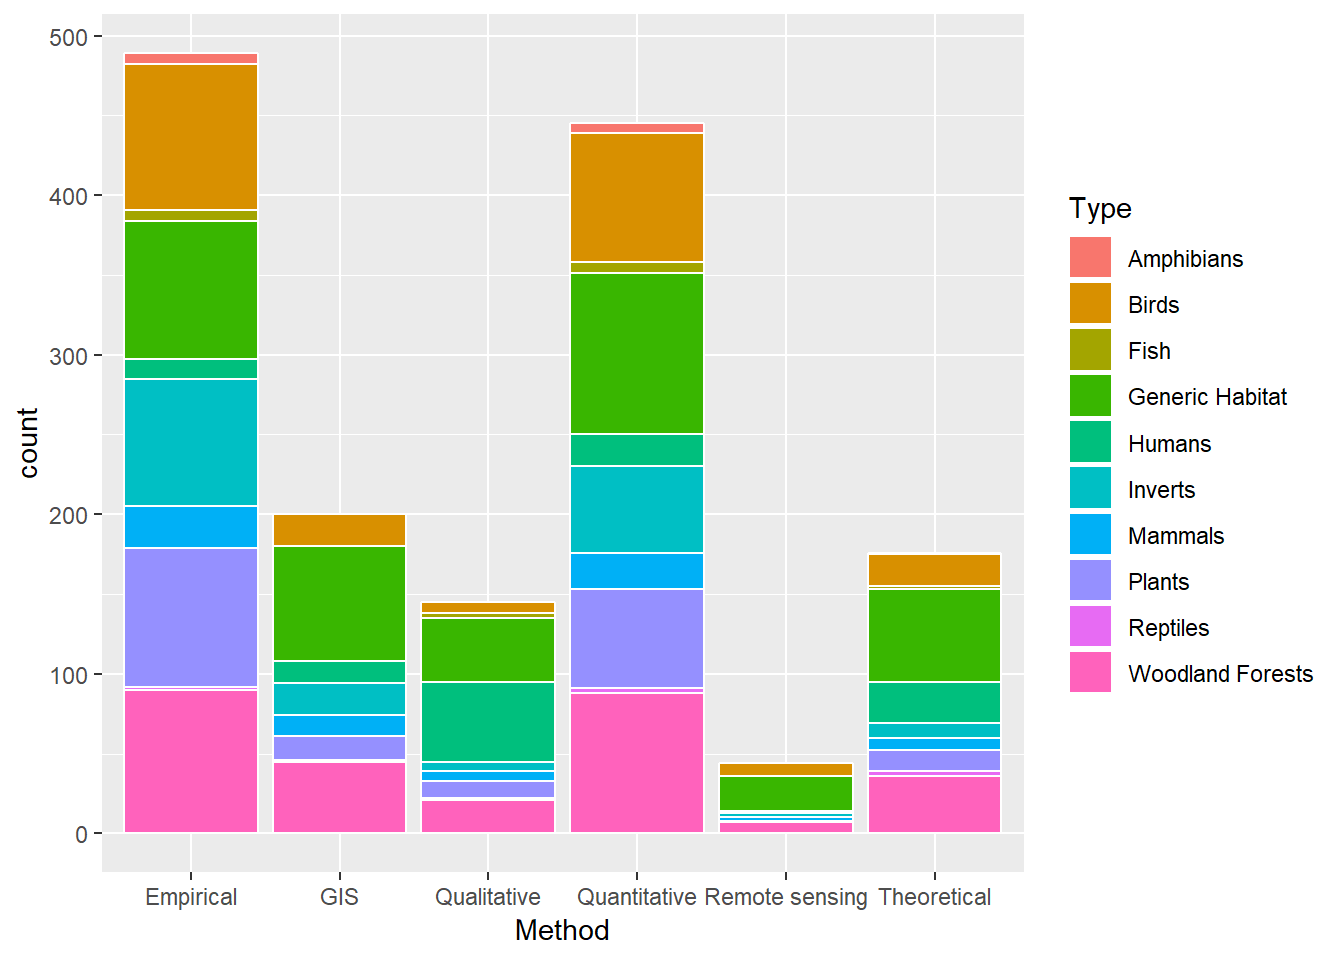 500
400
300
200
100
0
count
Empirical
GIS
Qualitative
Quantitative
Remote sensing
Theoretical
Method
Type
Amphibians
Birds
Fish
Generic Habitat
Humans
Inverts
Mammals
Plants
Reptiles
Woodland Forests